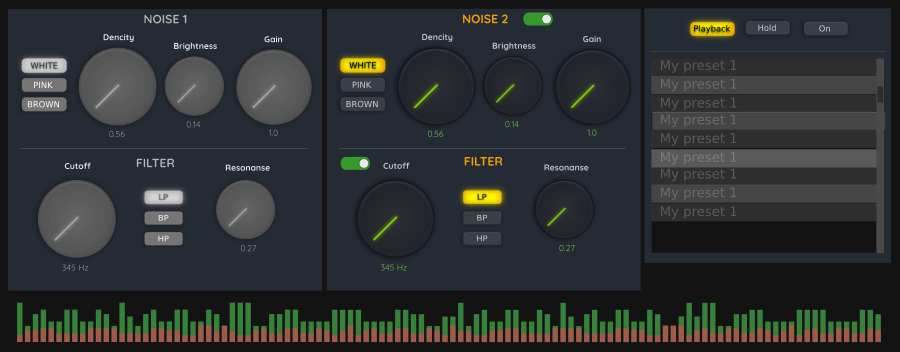 NOISE 1
Dencity
Brightness
Gain
WHITE
PINK
BROWN
0.56
0.14
1.0
Cutoff
FILTER
Resonanse
LP
BP
HP
345 Hz
0.27
NOISE 2
Dencity
Brightness
Gain
WHITE
PINK
BROWN
0.56
0.14
1.0
Cutoff
FILTER
Resonanse
LP
BP
HP
345 Hz
0.27
Playback
Hold
On
My preset 1
My preset 1
My preset 1
My preset 1
My preset 1
My preset 1
My preset 1
My preset 1
My preset 1